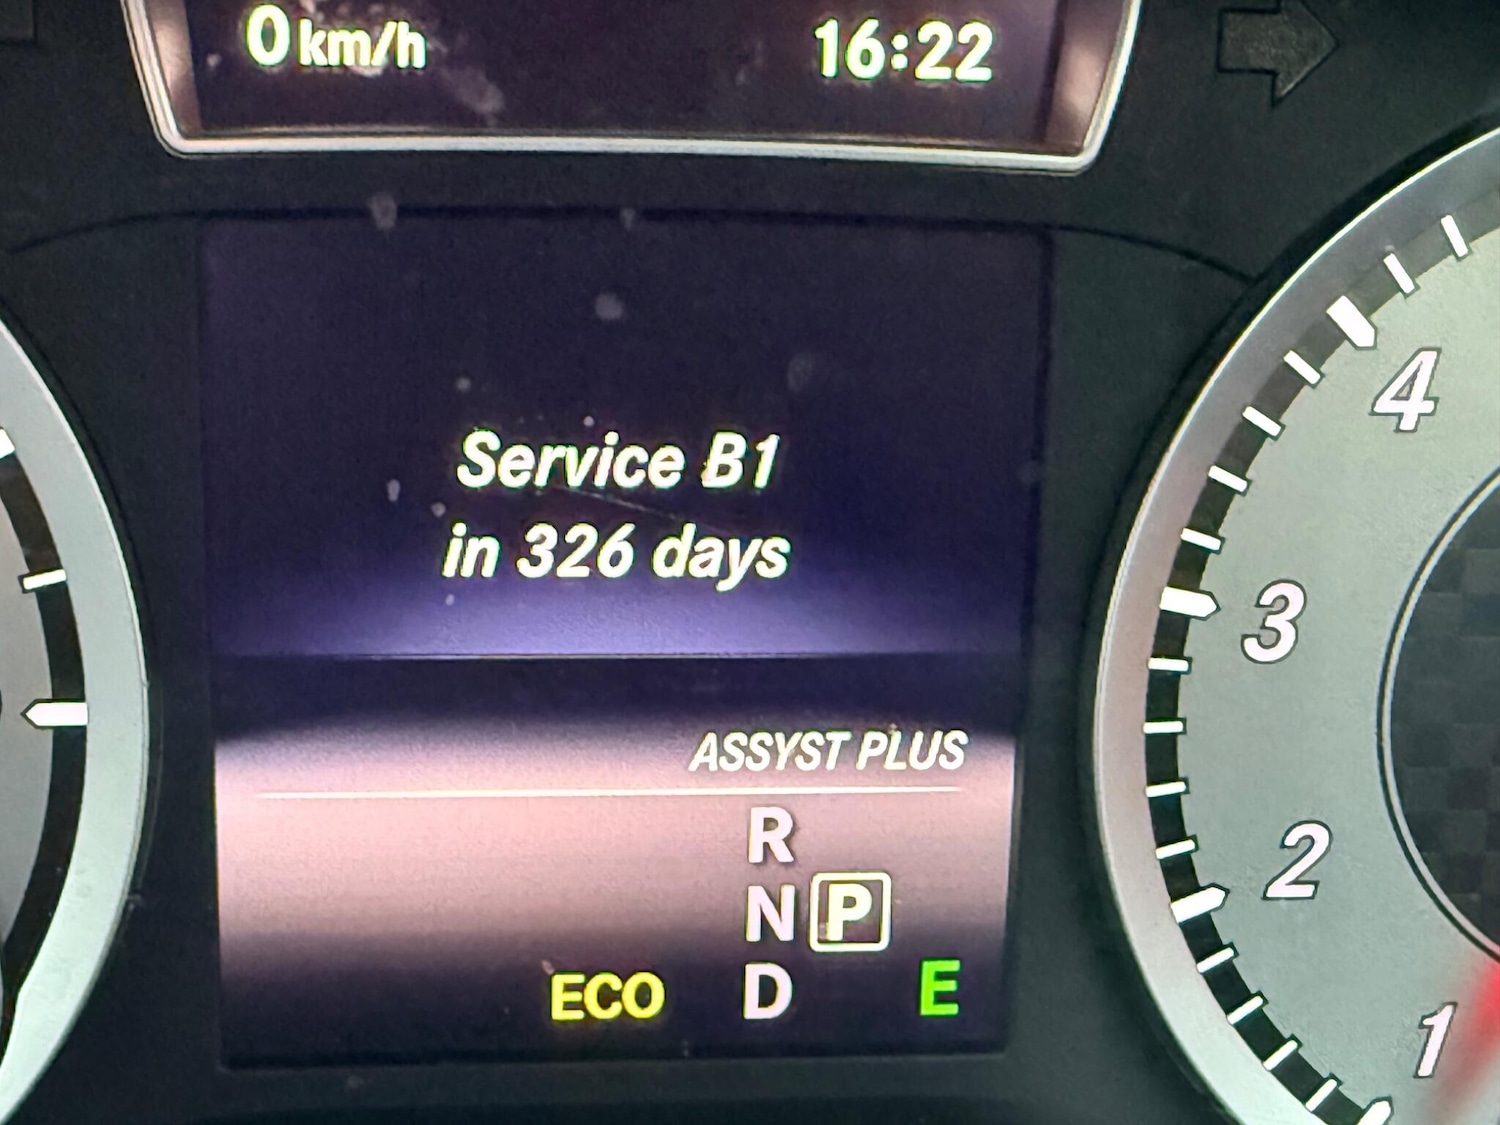 0 km/h 16:22
Service B1
in 326 days
ASSYST PLUS
R
N P
ECO D E
4
3
2
1